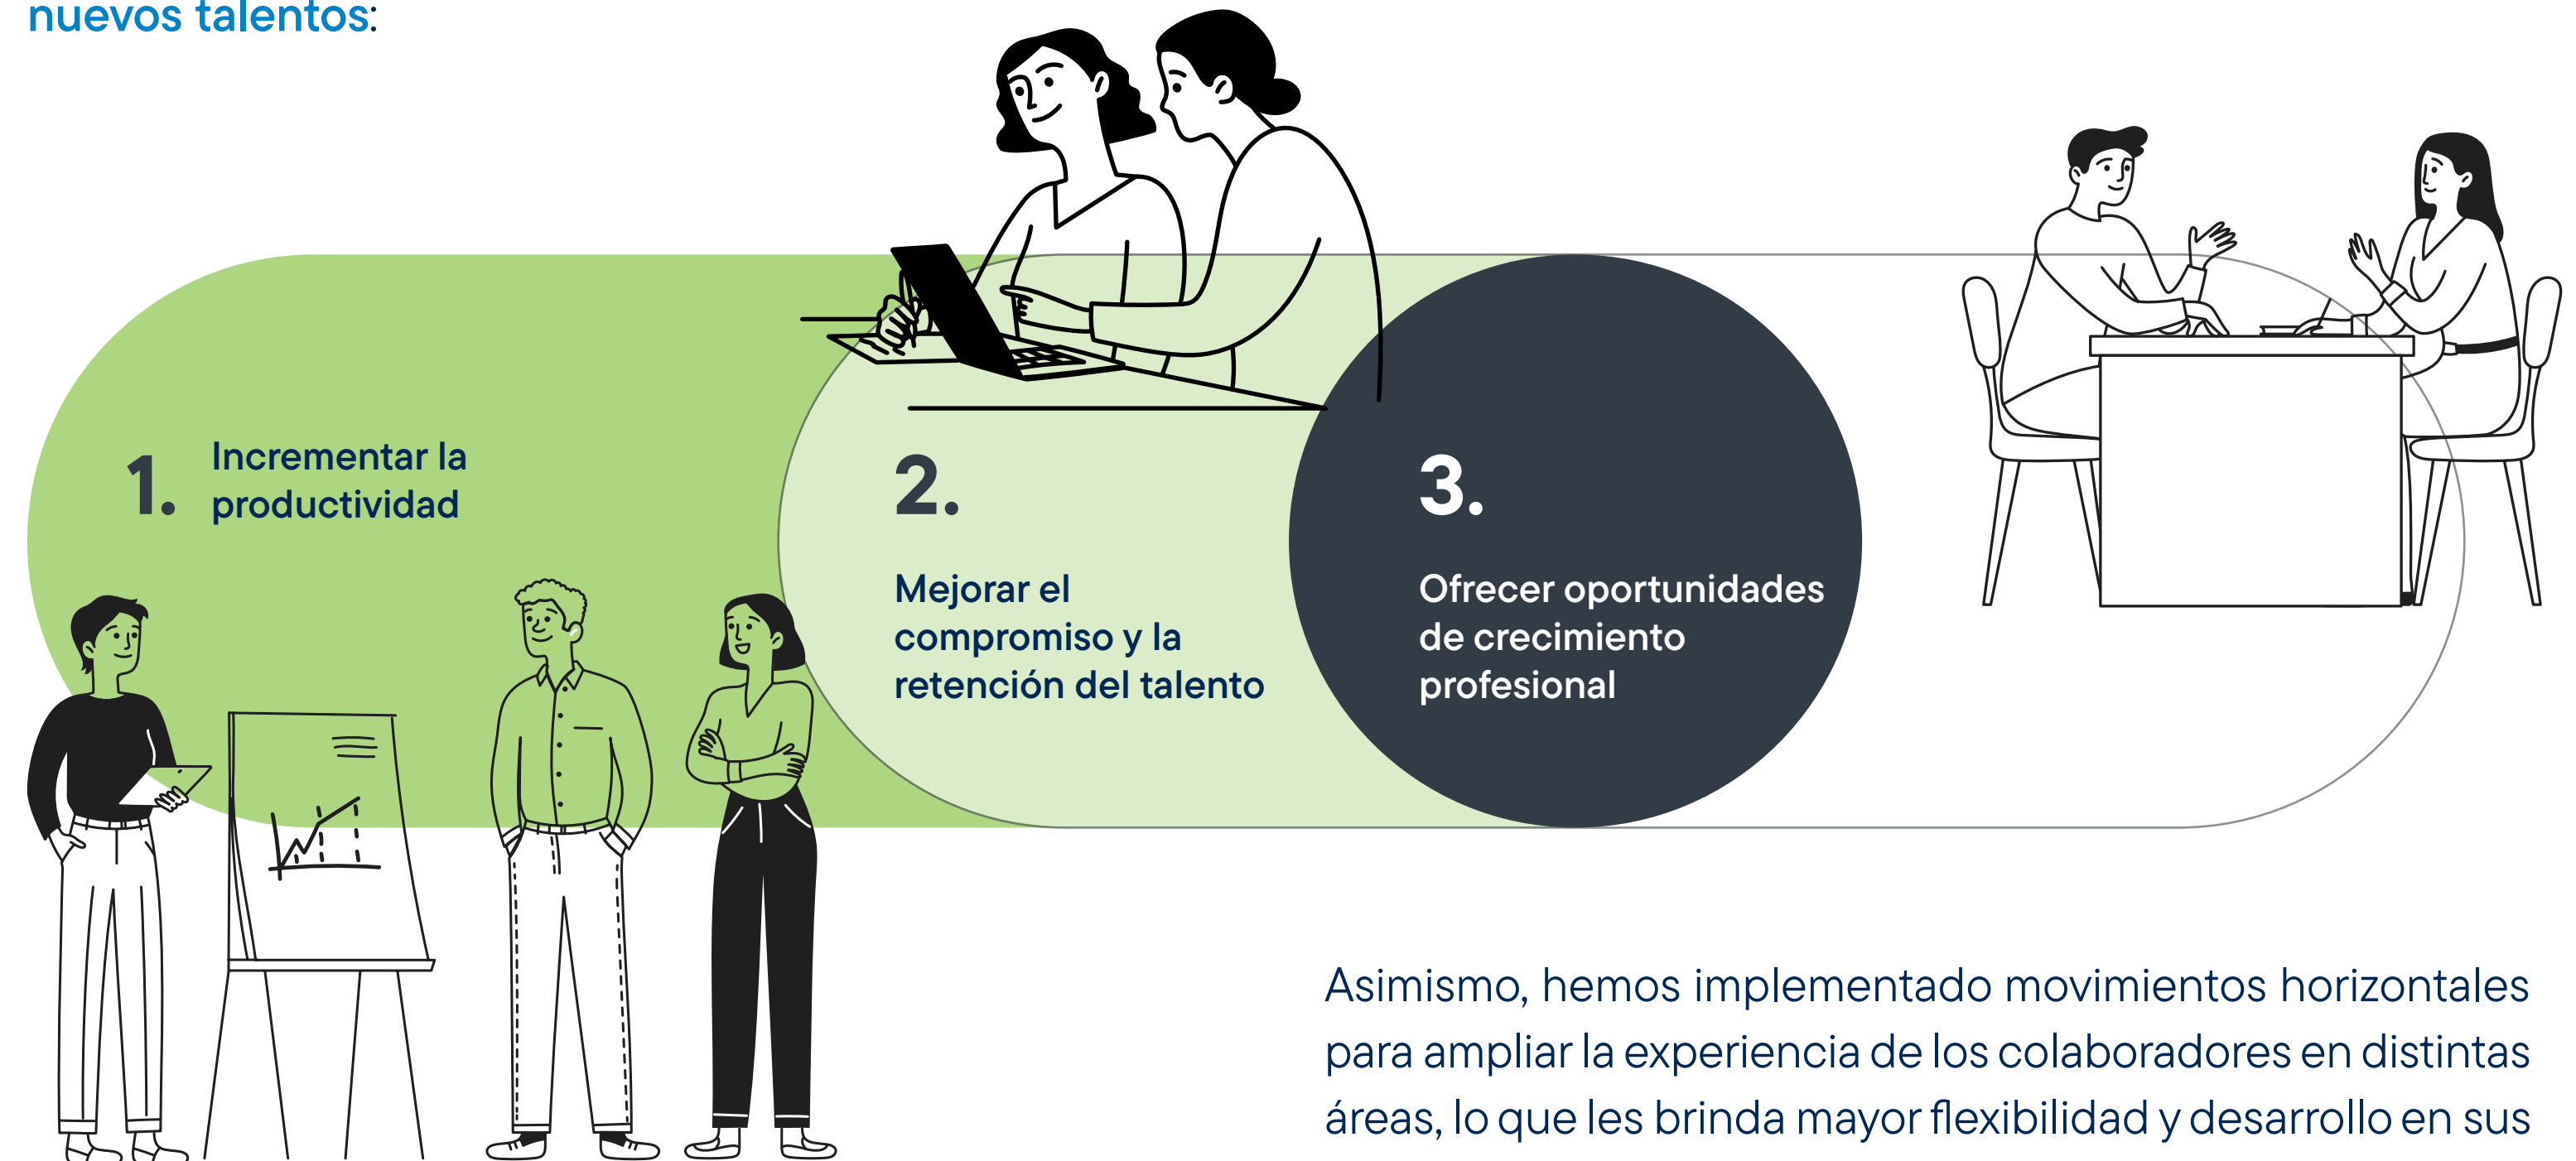 nuevos talentos:
1. Incrementar la
productividad
2.
Mejorar el
compromiso y la
retención del talento
3.
Ofrecer oportunidades
de crecimiento
profesional
Asimismo, hemos implementado movimientos horizontales
para ampliar la experiencia de los colaboradores en distintas
áreas, lo que les brinda mayor flexibilidad y desarrollo en sus